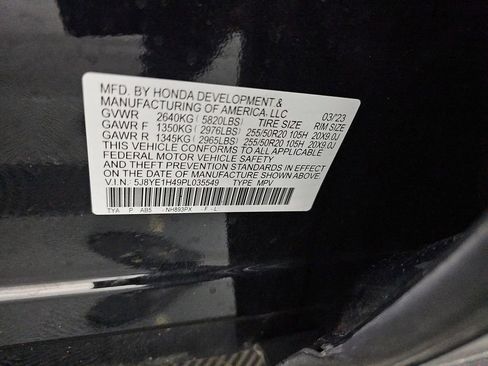 MFD. BY HONDA DEVELOPMENT &
MANUFACTURING OF AMERICA, LLC 03/23
GVWR 2640KG ( 5820LBS) TIRE SIZE RIM SIZE
GAWR F 1350KG ( 2976LBS) 255/50R20 105H 20X9.0J
GAWR R 1345KG ( 2965LBS) 255/50R20 105H 20X9.0J
THIS VEHICLE CONFORMS TO ALL APPLICABLE
FEDERAL MOTOR VEHICLE SAFETY
AND THEFT PREVENTION STANDARDS IN EFFECT
ON THE DATE OF MANUFACTURE SHOWN ABOVE.
V.I.N. : 5J8YE1H49PL035549 TYPE MPV
TYA P AB5 NH893PX F - L